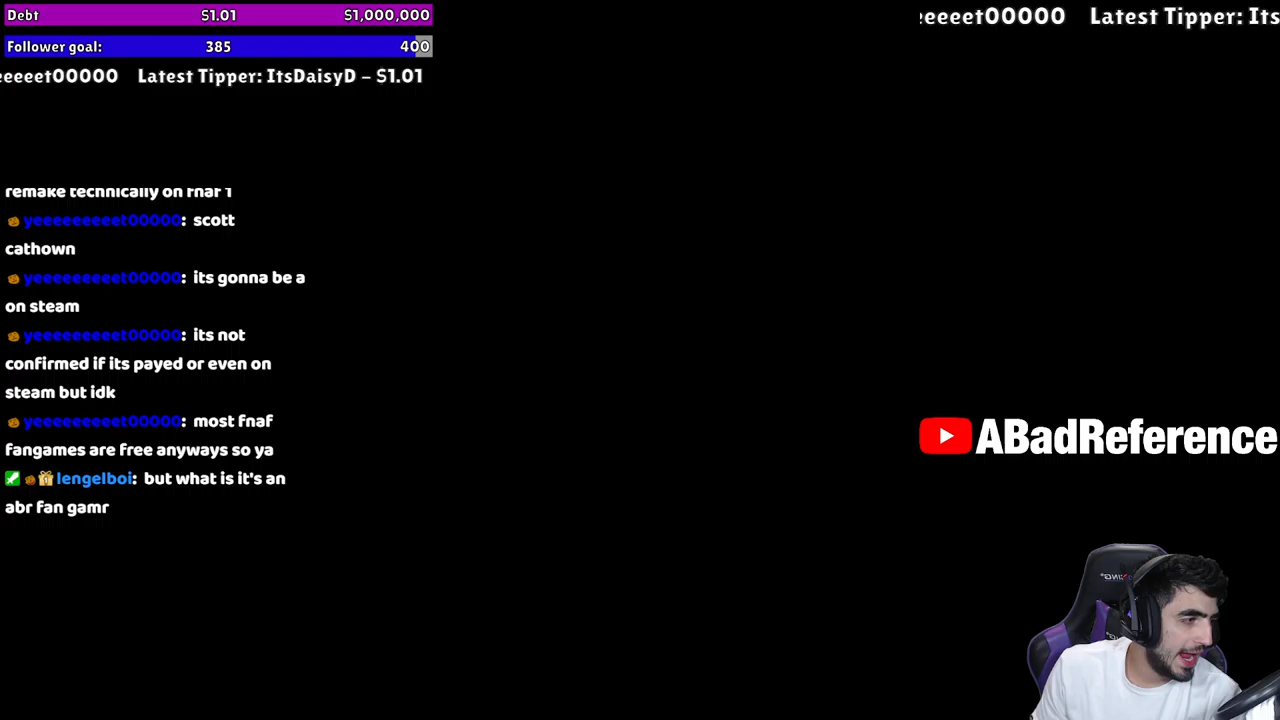 Debt $1.01 $1,000,000
eeeeet00000 Latest Tipper: Its
Follower goal: 385 400
eeeeet00000 Latest Tipper: ItsDaisyD - $1.01
remake technically on fnaf 1
yeeeeeeeeet00000: scott
cathown
yeeeeeeeeet00000: its gonna be a
on steam
yeeeeeeeeet00000: its not
confirmed if its payed or even on
steam but idk
yeeeeeeeeet00000: most fnaf
fangames are free anyways so ya
lengelboi: but what is it's an
abr fan gamr
ABadReference